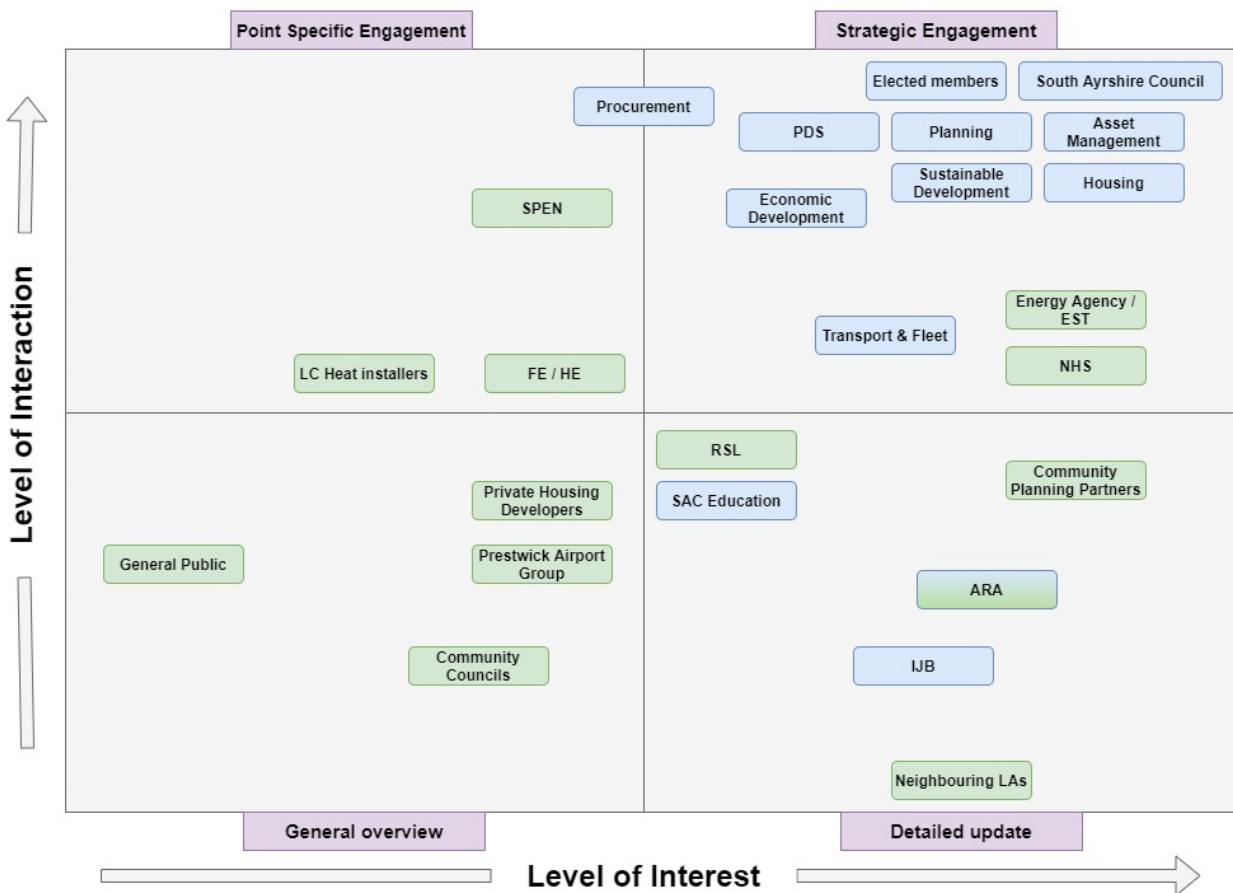 Point Specific Engagement
Strategic Engagement
Elected members
South Ayrshire Council
Procurement
PDS
Planning
Asset
Management
Sustainable
Development
Housing
SPEN
Economic
Development
Energy Agency /
EST
Transport & Fleet
NHS
LC Heat installers
FE / HE
Level of Interaction
RSL
Community
Planning Partners
Private Housing
Developers
SAC Education
General Public
Prestwick Airport
Group
ARA
Community
Councils
IJB
Neighbouring LAs
General overview
Detailed update
Level of Interest